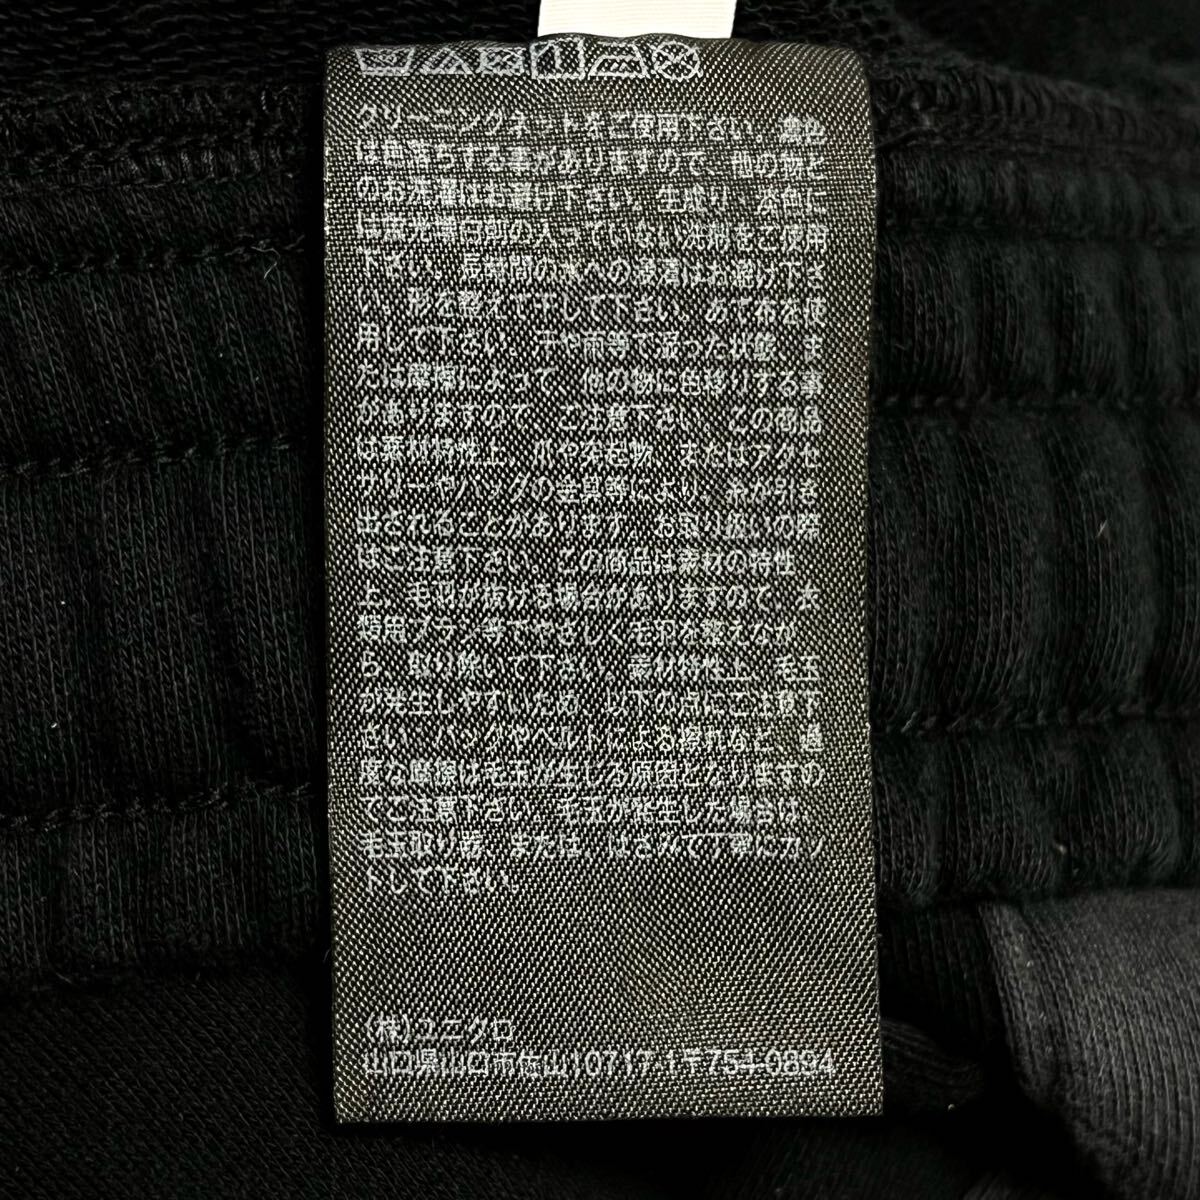 クリーニングネットをご使用下さい。濃色
は色落ちする事がありますので、他の物と
のお洗濯はお避け下さい。生成り、淡色に
は蛍光増白剤の入っていない洗剤をご使用
下さい。長時間の水への浸漬はお避け下さ
い。形を整えて干して下さい。あて布を使
用して下さい。汗や雨等で湿った状態、ま
たは摩擦によって、他の物に色移りする事
がありますので、ご注意下さい。この商品
は素材特性上、爪や突起物、またはアクセ
サリーやバッグの金具等により、糸が引き
出されることがあります。お取り扱いの際
はご注意下さい。この商品は素材の特性
上、毛羽が抜ける場合がありますので、衣
類用ブラシ等でやさしく毛羽を整えなが
ら、取り除いて下さい。素材特性上、毛玉
が発生しやすいため、以下の点にご注意下
さい。バッグやベルトによる擦れなど、過
度な摩擦は毛玉が生じる原因となりますの
でご注意下さい。毛玉が発生した場合は、
毛玉取り器、または、はさみで丁寧にカッ
トして下さい。
(株)ユニクロ
山口県山口市佐山10717-1〒754-0894